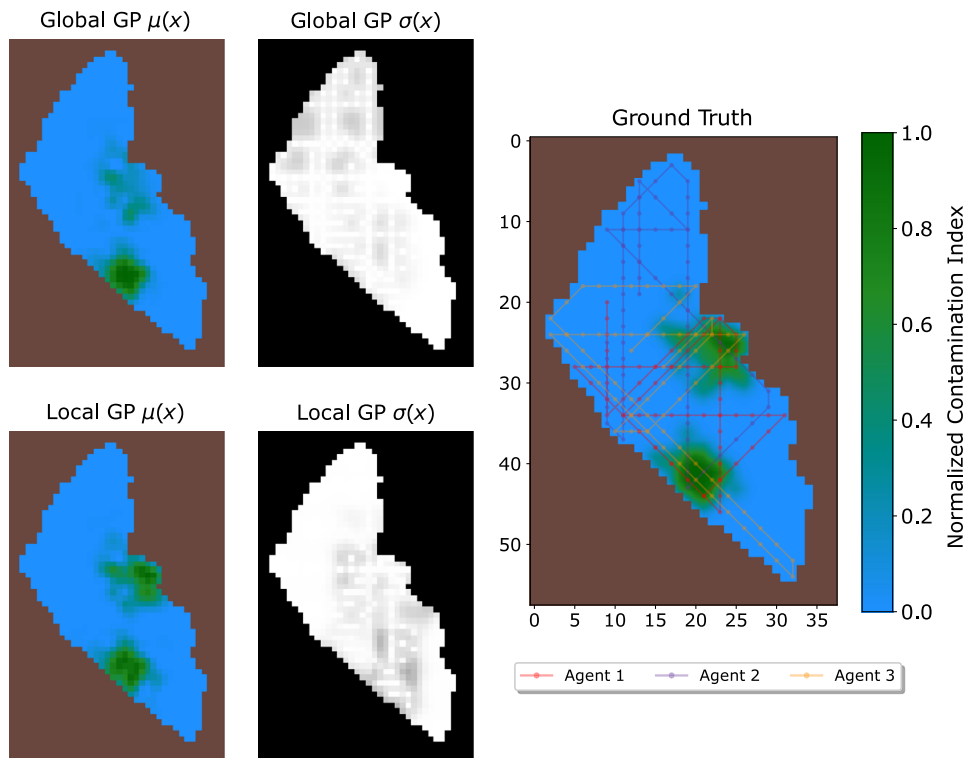 Global GP μ(x)
Global GP σ(x)
Local GP μ(x)
Local GP σ(x)
Ground Truth
0
10
20
30
40
50
0 5 10 15 20 25 30 35
1.0
0.8
0.6
0.4
0.2
0.0
Normalized Contamination Index
Agent 1 Agent 2 Agent 3